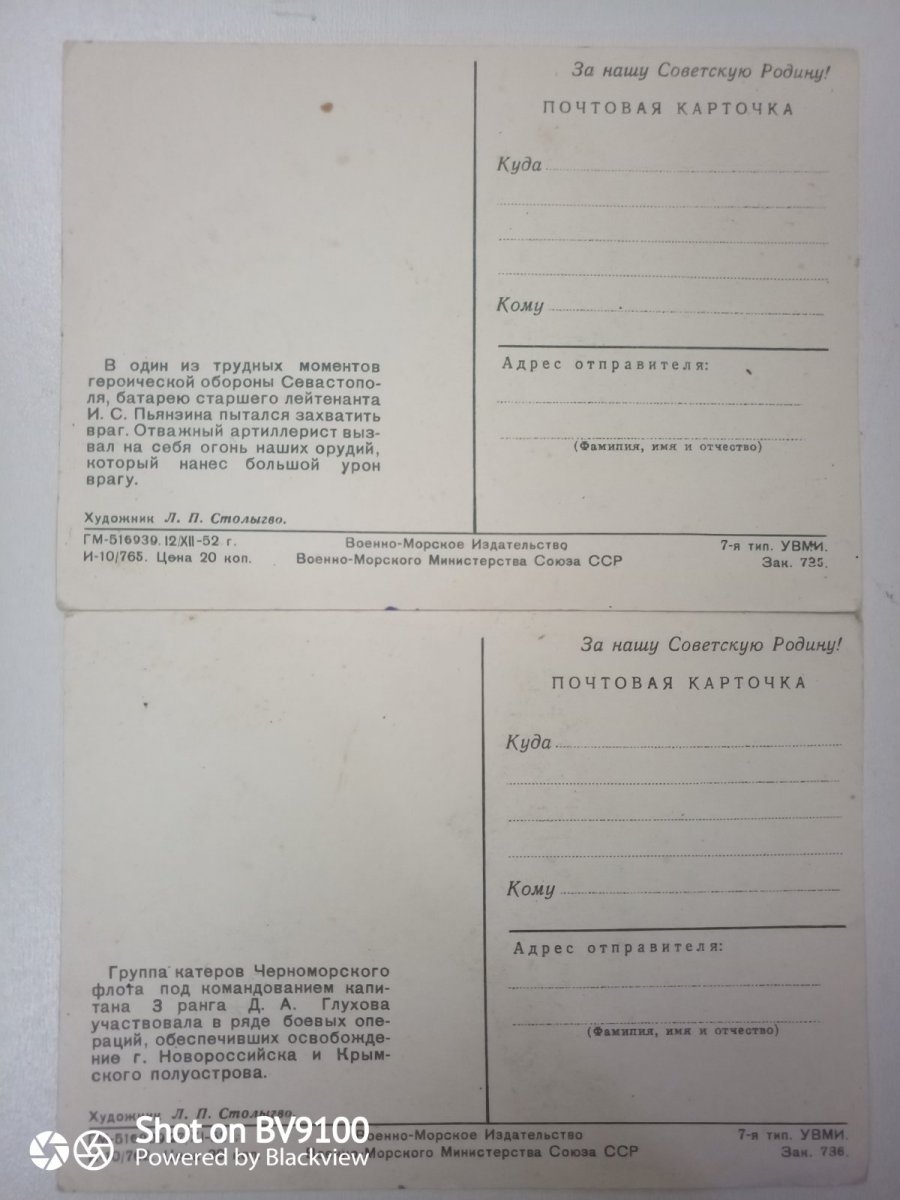 За нашу Советскую Родину!
ПОЧТОВАЯ КАРТОЧКА
Куда
Кому
Адрес отправителя:
(Фамилия, имя и отчество)
В один из трудных моментов
героической обороны Севастопо-
ля, батарею старшего лейтенанта
И. С. Пьянзина пытался захватить
враг. Отважный артиллерист выз-
вал на себя огонь наших орудий,
который нанес большой урон
врагу.
Художник Л. П. Столыгво.
ГМ-516939. 12/XII-52 г.
И-10/765. Цена 20 коп.
Военно-Морское Издательство
Военно-Морского Министерства Союза ССР
7-я тип. УВМИ.
Зак. 735.
За нашу Советскую Родину!
ПОЧТОВАЯ КАРТОЧКА
Куда
Кому
Адрес отправителя:
(Фамилия, имя и отчество)
Группа катеров Черноморского
флота под командованием капи-
тана 3 ранга Д. А. Глухова
участвовала в ряде боевых опе-
раций, обеспечивших освобожде-
ние г. Новороссийска и Крым-
ского полуострова.
Художник Л. П. Столыгво.
Военно-Морское Издательство
Военно-Морского Министерства Союза ССР
7-я тип. УВМИ.
Зак. 736.
Shot on BV9100
Powered by Blackview